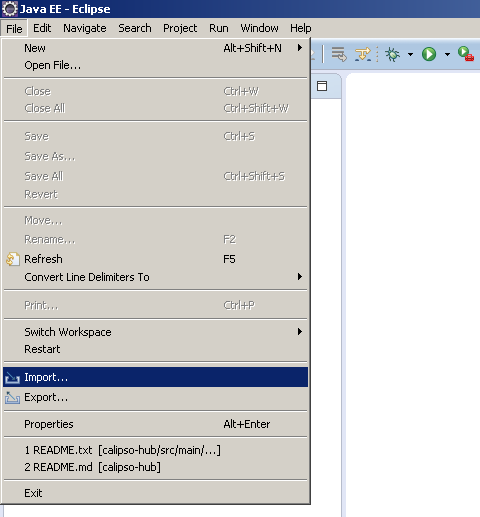 Java EE - Eclipse
File Edit Navigate Search Project Run Window Help
New Alt+Shift+N
Open File...
Close Ctrl+W
Close All Ctrl+Shift+W
Save Ctrl+S
Save As...
Save All Ctrl+Shift+S
Revert
Move...
Rename... F2
Refresh F5
Convert Line Delimiters To
Print... Ctrl+P
Switch Workspace
Restart
Import...
Export...
Properties Alt+Enter
1 README.txt [calipso-hub/src/main/...]
2 README.md [calipso-hub]
Exit